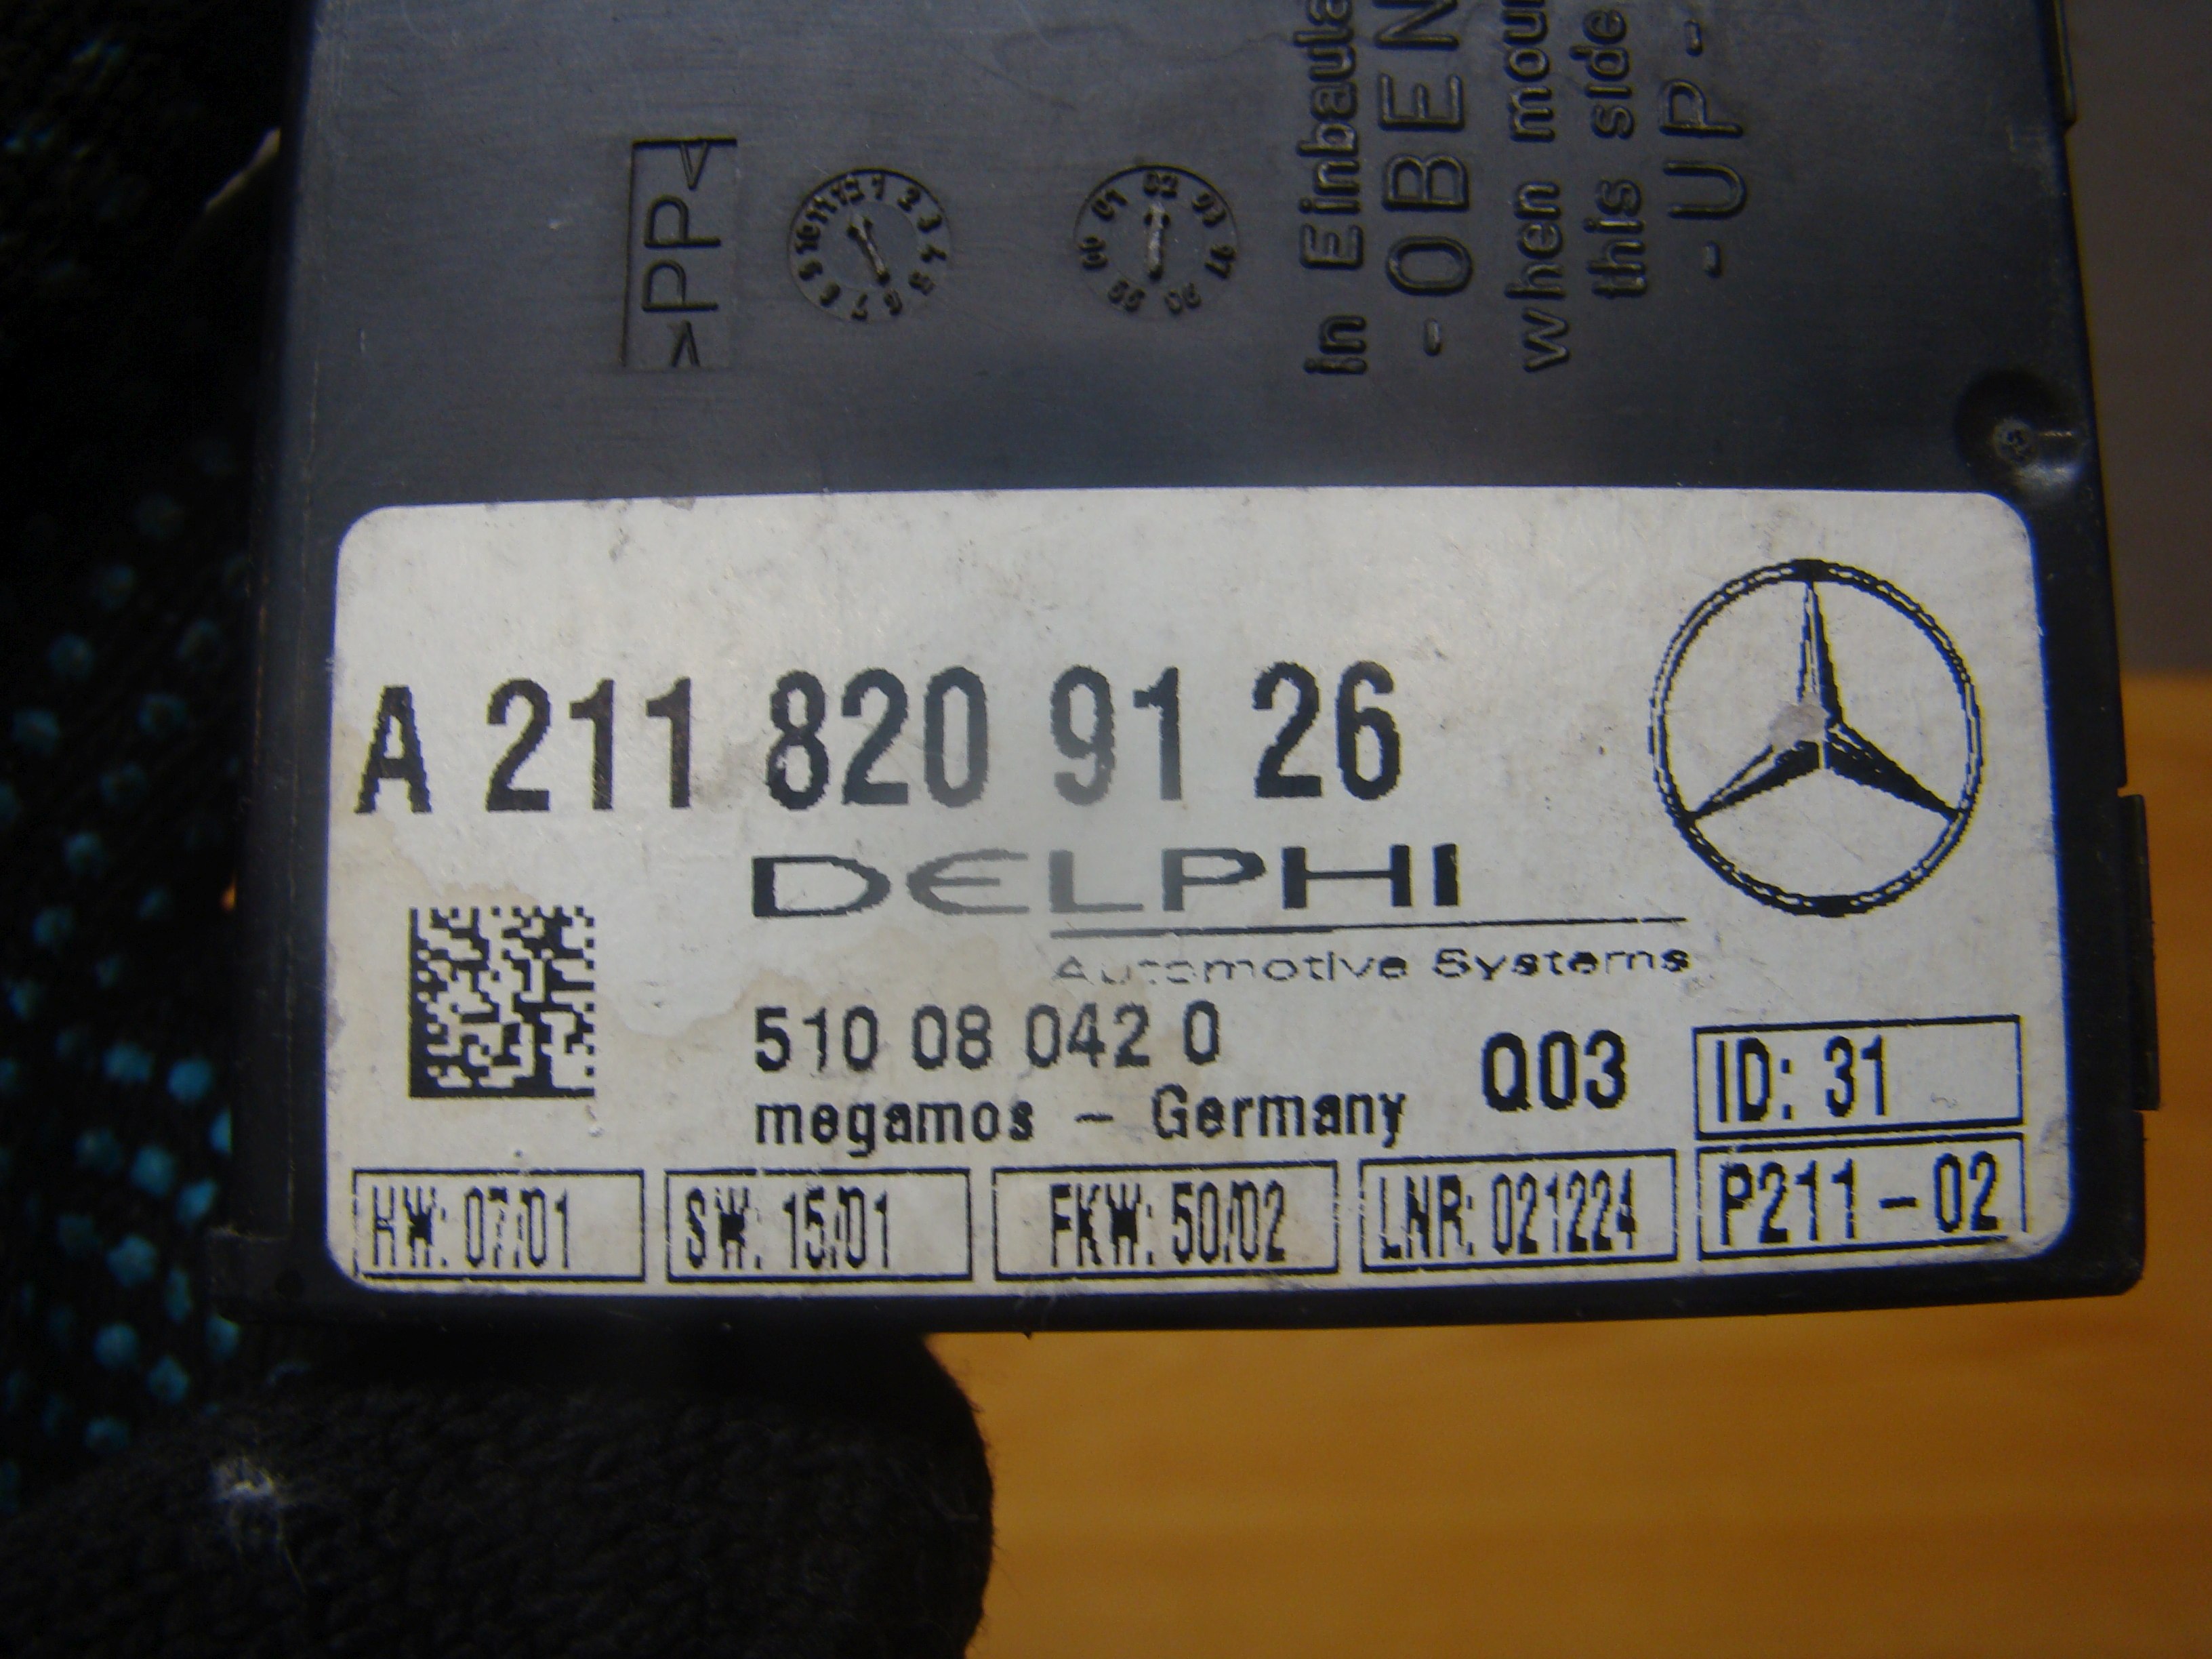 >PP<
in Einbaula
-OBEN
when moun
this side
-UP-
A 211 820 91 26
DELPHI
Automotive Systems
510 08 042 0
megamos - Germany
Q03
ID: 31
HW: 07/01
SW: 15/01
FKW: 50/02
LNR: 021224
P211-02